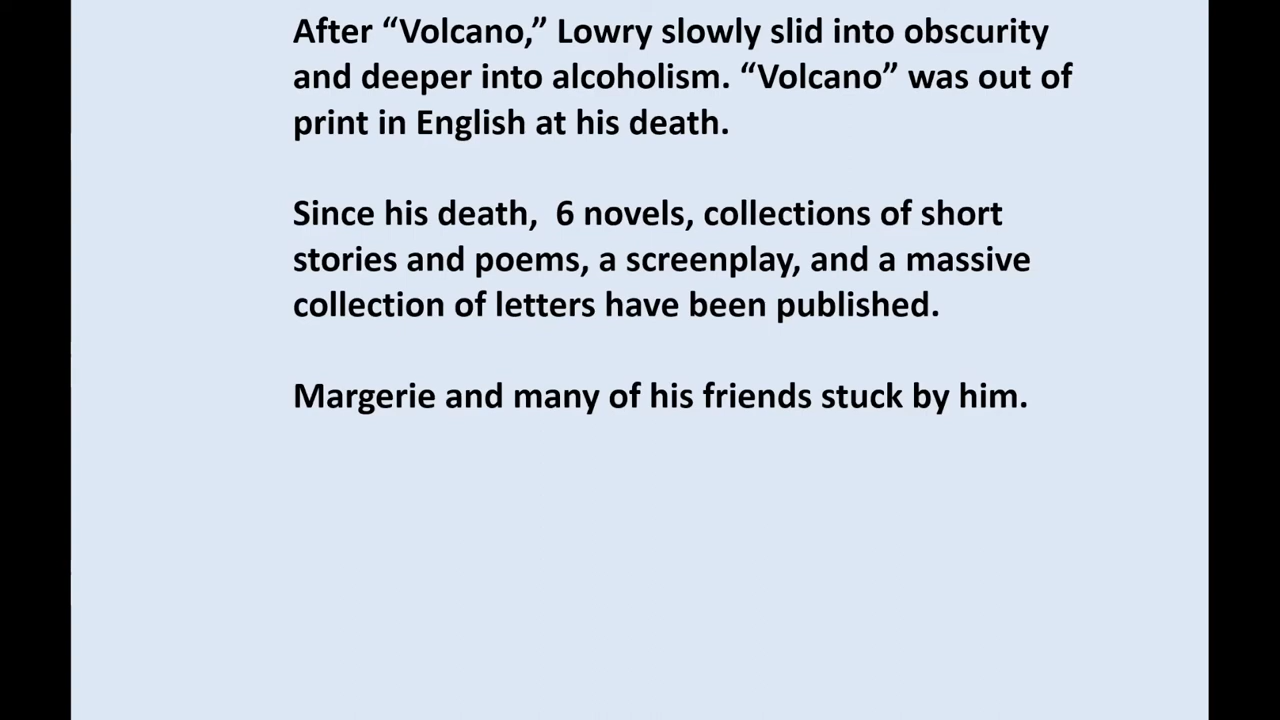 After “Volcano,” Lowry slowly slid into obscurity
and deeper into alcoholism. “Volcano” was out of
print in English at his death.
Since his death,  6 novels, collections of short
stories and poems, a screenplay, and a massive
collection of letters have been published.
Margerie and many of his friends stuck by him.